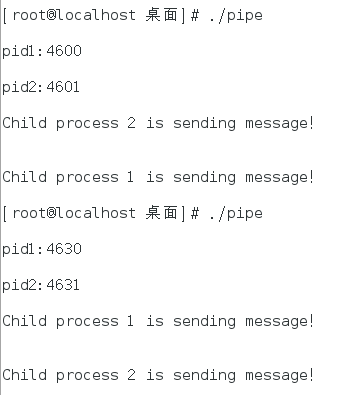 [root@localhost 桌面]# ./pipe
pid1:4600
pid2:4601
Child process 2 is sending message!
Child process 1 is sending message!
[root@localhost 桌面]# ./pipe
pid1:4630
pid2:4631
Child process 1 is sending message!
Child process 2 is sending message!